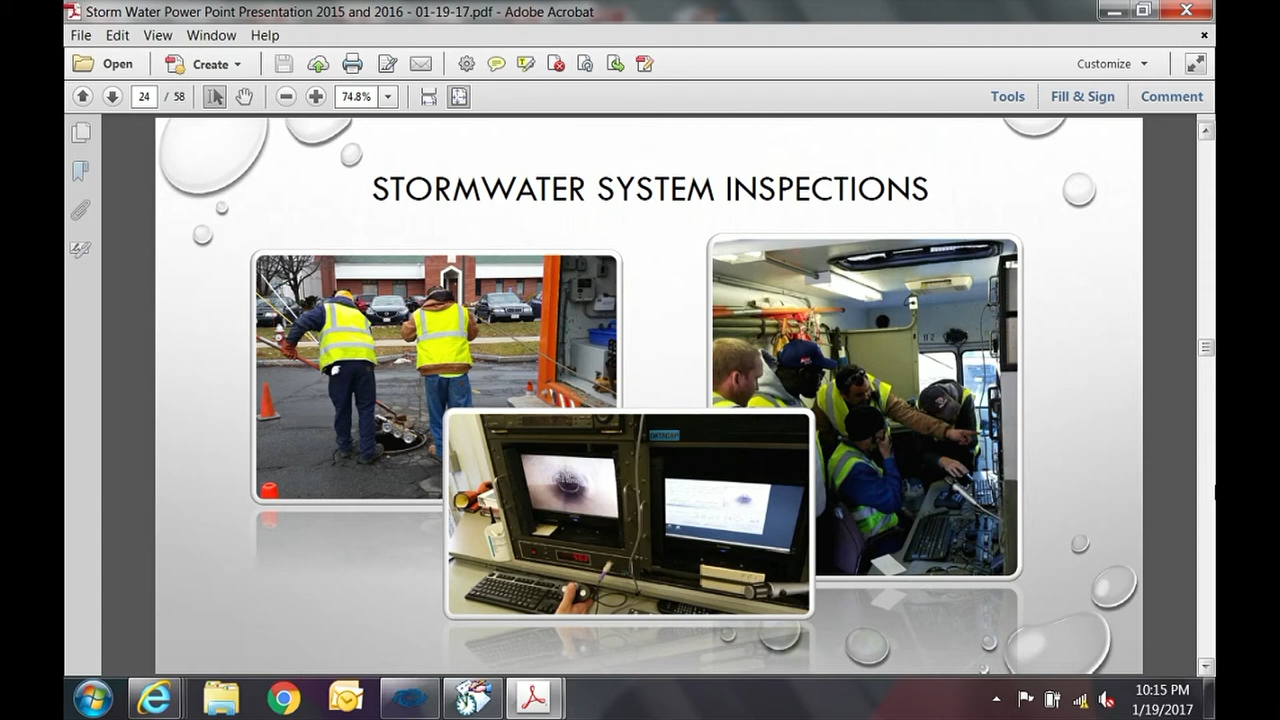 Storm Water Power Point Presentation 2015 and 2016 - 01-19-17.pdf - Adobe Acrobat
File Edit View Window Help
Open Create Customize
24 / 58 74.8% Tools Fill & Sign Comment
STORMWATER SYSTEM INSPECTIONS
DATACAP
10:15 PM
1/19/2017